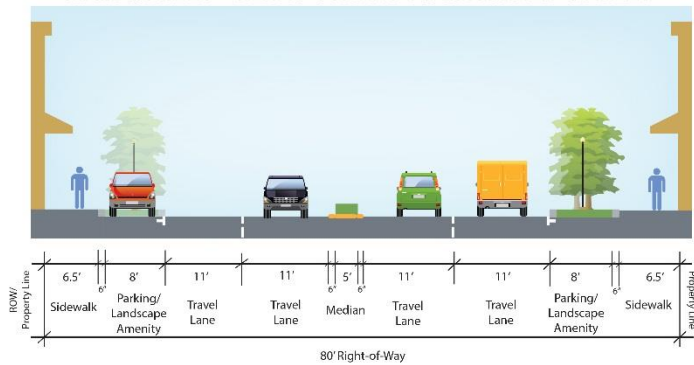 6.5'
6"
8'
11'
11'
6"
5'
6"
11'
11'
8'
6"
6.5'
ROW/
Property Line
Sidewalk
Parking/
Landscape
Amenity
Travel
Lane
Travel
Lane
Median
Travel
Lane
Travel
Lane
Parking/
Landscape
Amenity
Sidewalk
Property Line
80' Right-of-Way